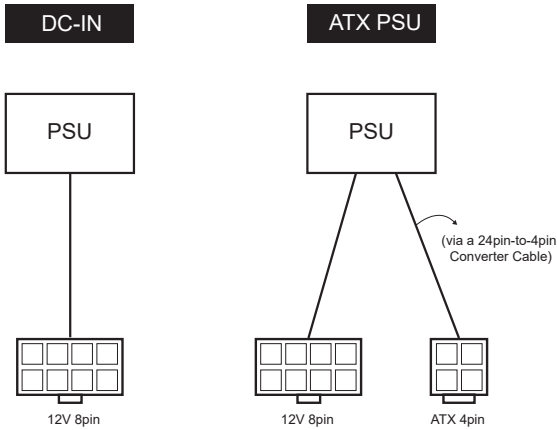 DC-IN
ATX PSU
PSU
PSU
(via a 24pin-to-4pin
Converter Cable)
12V 8pin
12V 8pin
ATX 4pin